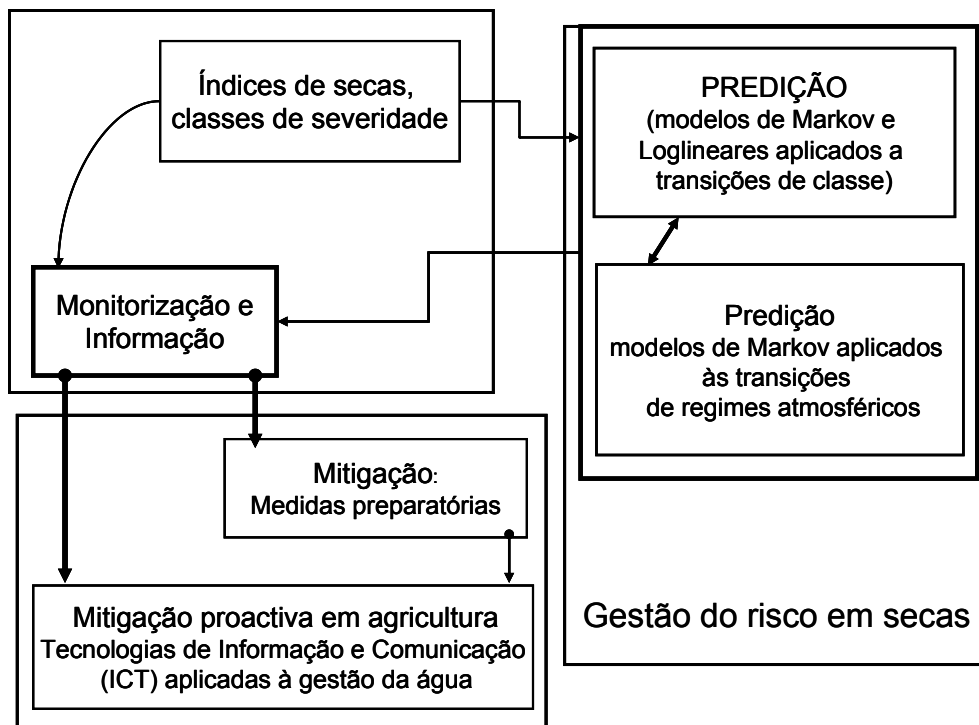 Índices de secas,
classes de severidade
PREDIÇÃO
(modelos de Markov e
Loglineares aplicados a
transições de classe)
Monitorização e
Informação
Predição
modelos de Markov aplicados
às transições
de regimes atmosféricos
Mitigação:
Medidas preparatórias
Mitigação proactiva em agricultura
Tecnologias de Informação e Comunicação
(ICT) aplicadas à gestão da água
Gestão do risco em secas